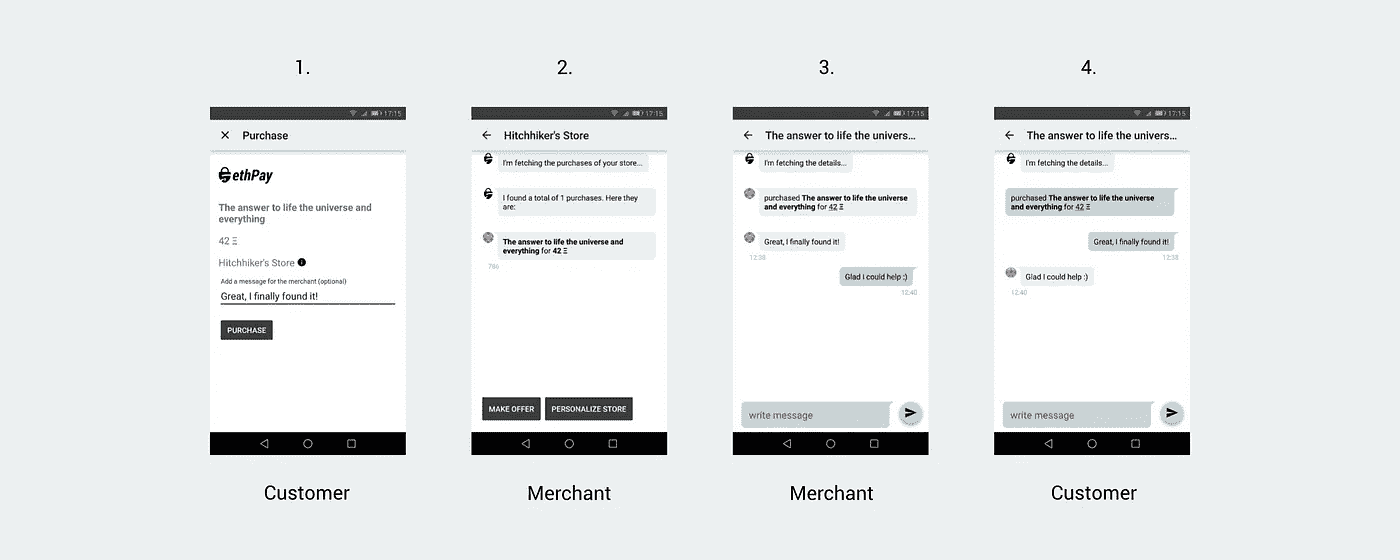 1.
17:15
Purchase
ethPay
The answer to life the universe and
everything
42 Ξ
Hitchhiker's Store
Add a message for the merchant (optional)
Great, I finally found it!
PURCHASE
Customer
2.
17:15
Hitchhiker's Store
I'm fetching the purchases of your store...
I found a total of 1 purchases. Here they
are:
The answer to life the universe and
everything for 42 Ξ
MAKE OFFER
PERSONALIZE STORE
Merchant
3.
17:15
The answer to life the univers...
I'm fetching the details...
purchased The answer to life the universe
and everything for 42 Ξ
Great, I finally found it!
12:38
Glad I could help :)
12:40
write message
Merchant
4.
17:15
The answer to life the univers...
I'm fetching the details...
purchased The answer to life the universe
and everything for 42 Ξ
Great, I finally found it!
12:38
Glad I could help :)
12:40
write message
Customer